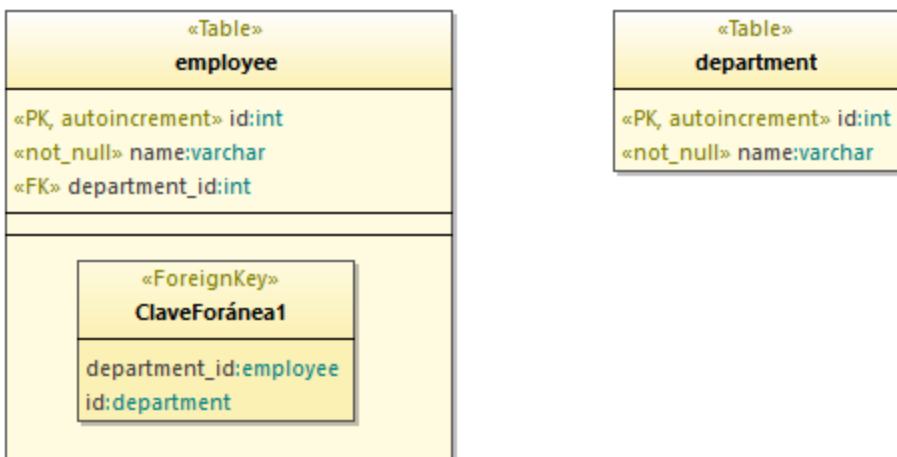 «Table»
employee
«PK, autoincrement» id:int
«not_null» name:varchar
«FK» department_id:int
«ForeignKey»
ClaveForánea1
department_id:employee
id:department
«Table»
department
«PK, autoincrement» id:int
«not_null» name:varchar